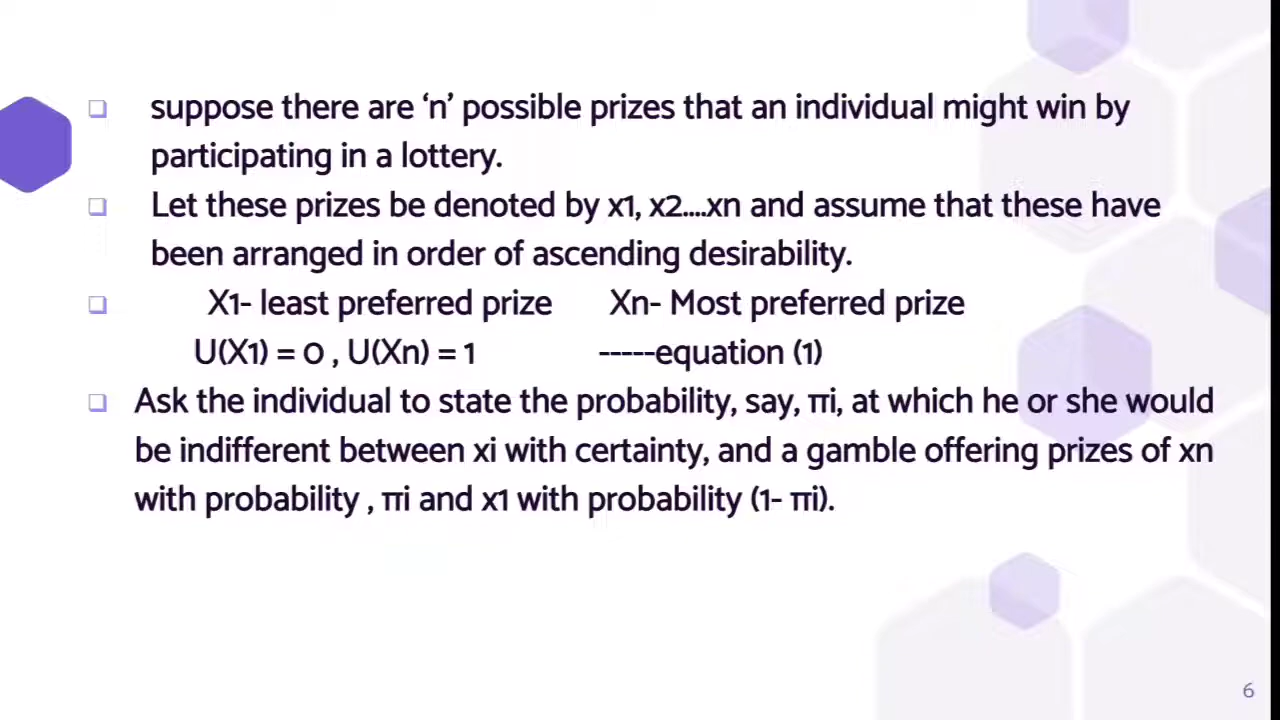 suppose there are ‘n’ possible prizes that an individual might win by
participating in a lottery.
Let these prizes be denoted by x1, x2....xn and assume that these have
been arranged in order of ascending desirability.
X1- least preferred prize Xn- Most preferred prize
U(X1) = 0 , U(Xn) = 1 -----equation (1)
Ask the individual to state the probability, say, πi, at which he or she would
be indifferent between xi with certainty, and a gamble offering prizes of xn
with probability , πi and x1 with probability (1- πi).
6